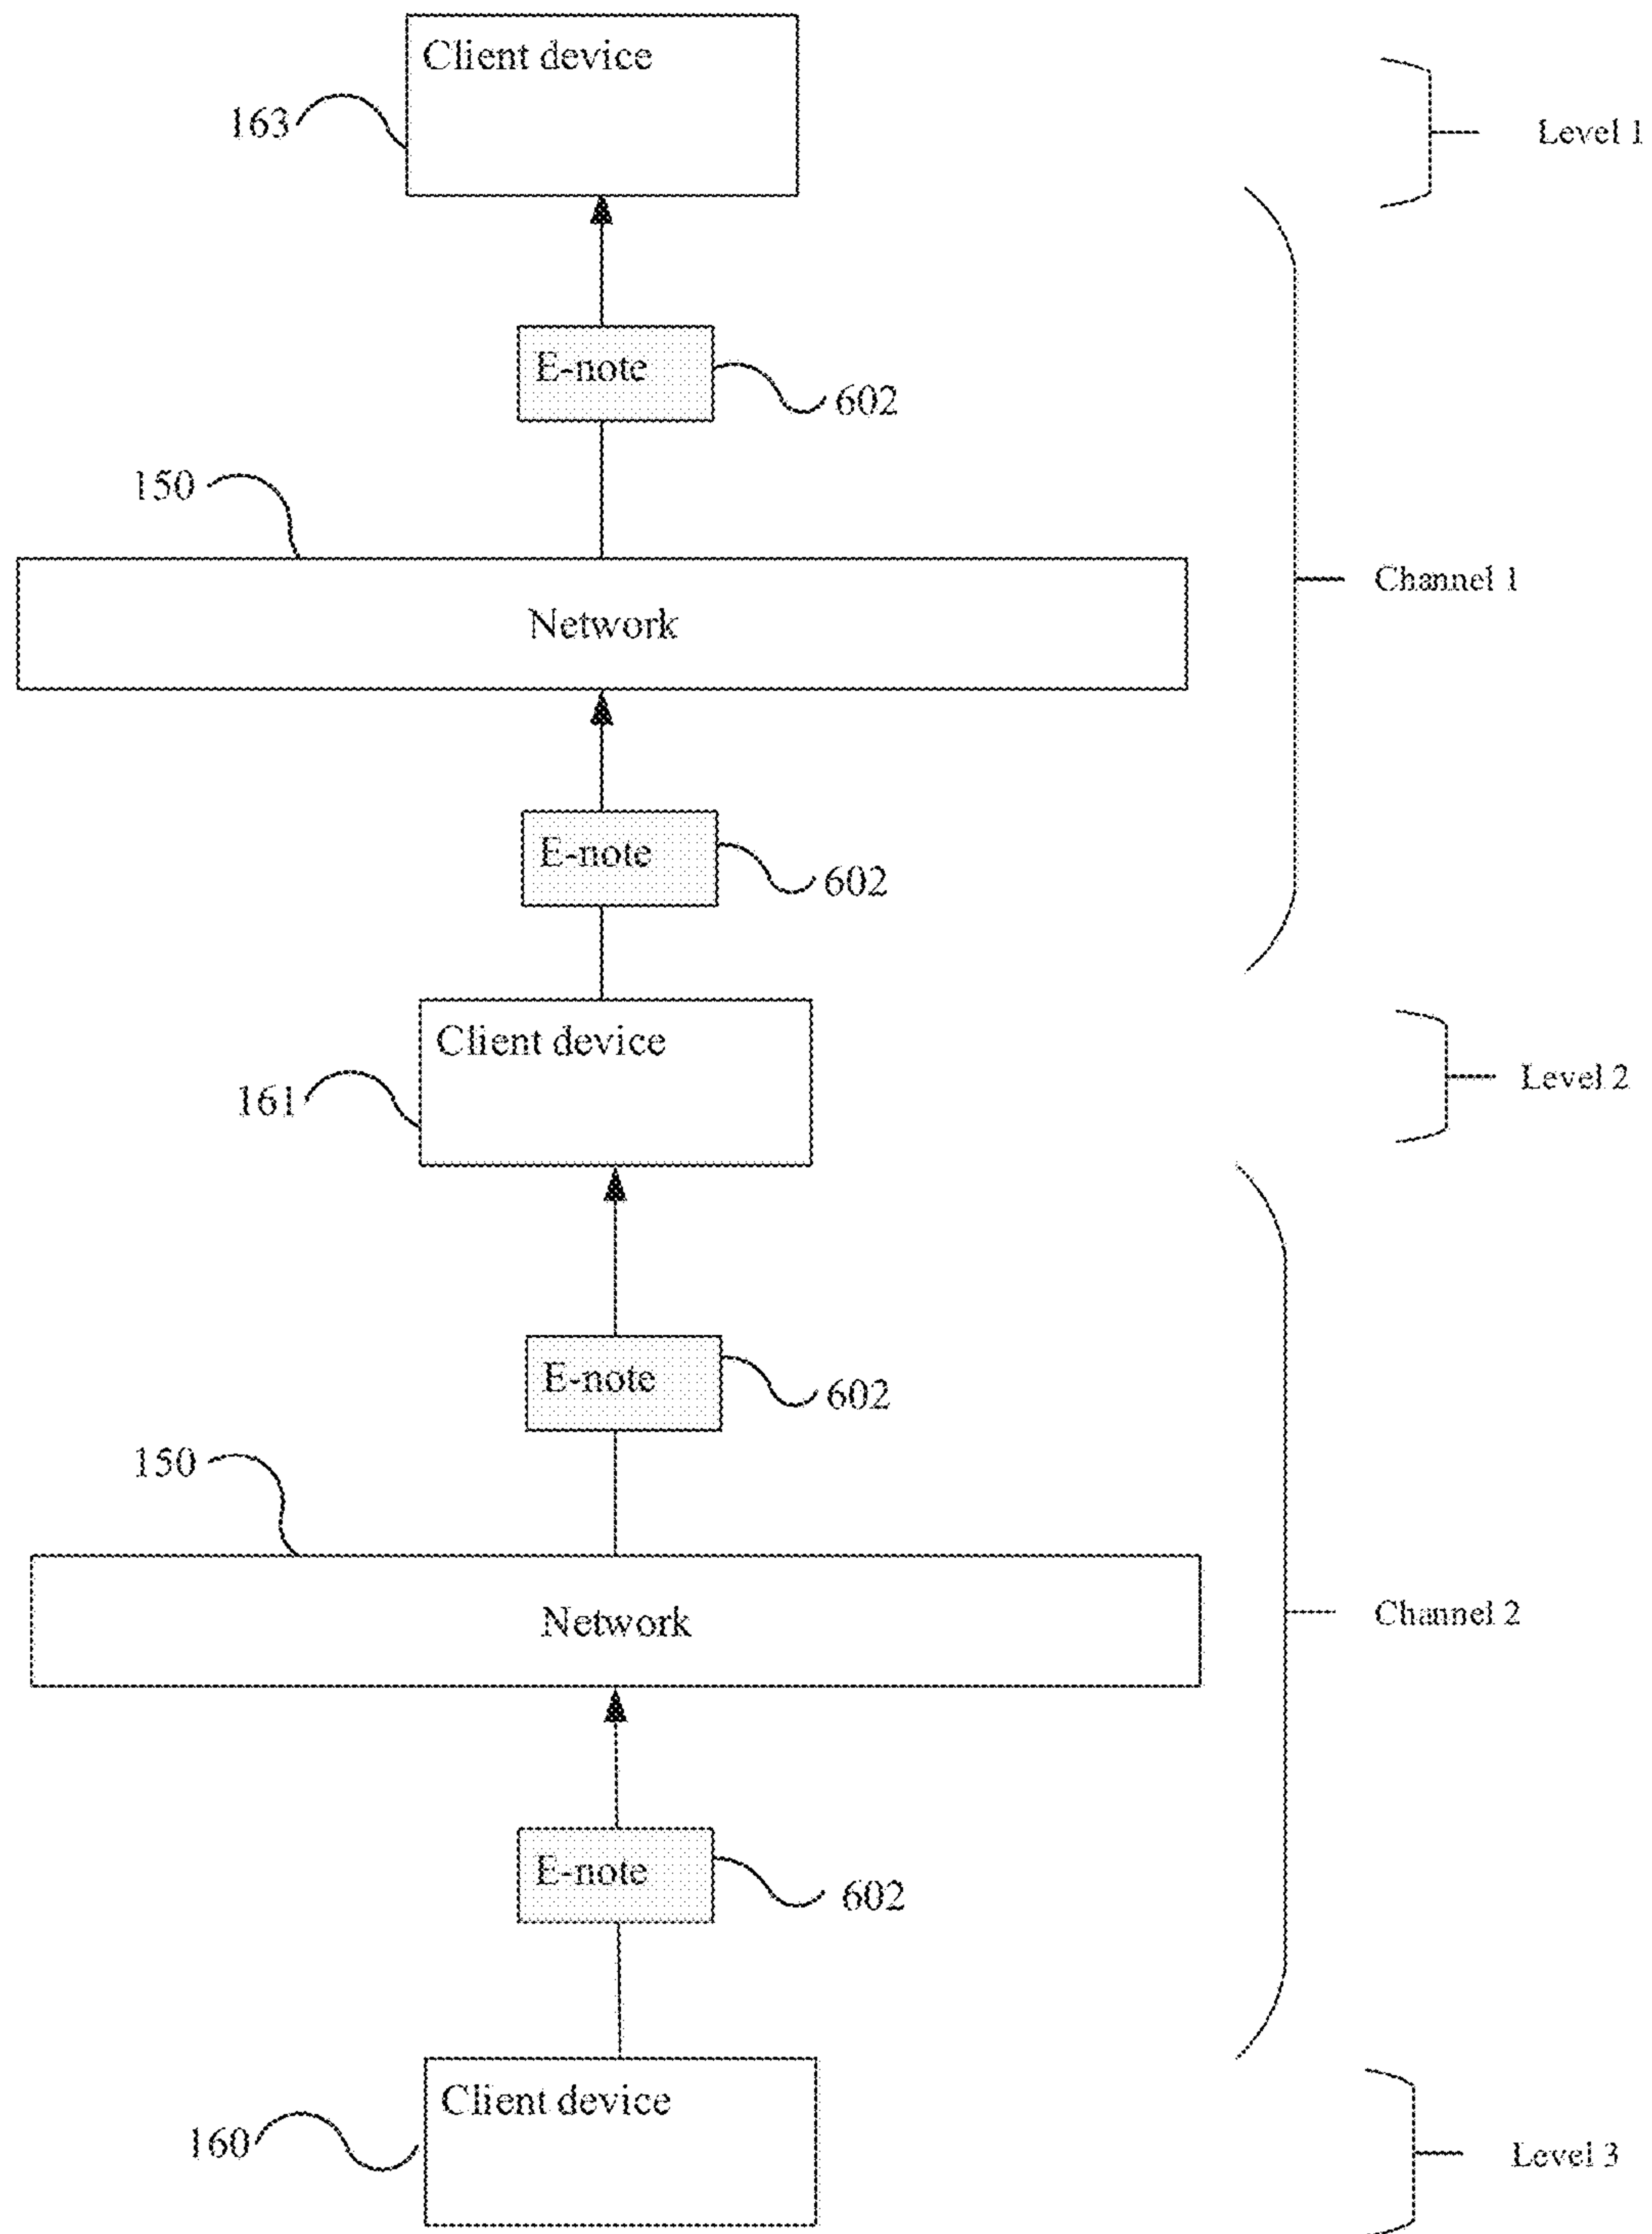 Client device
163
Level 1
E-note
602
150
Network
Channel 1
E-note
602
Client device
161
Level 2
E-note
602
150
Network
Channel 2
E-note
602
Client device
160
Level 3